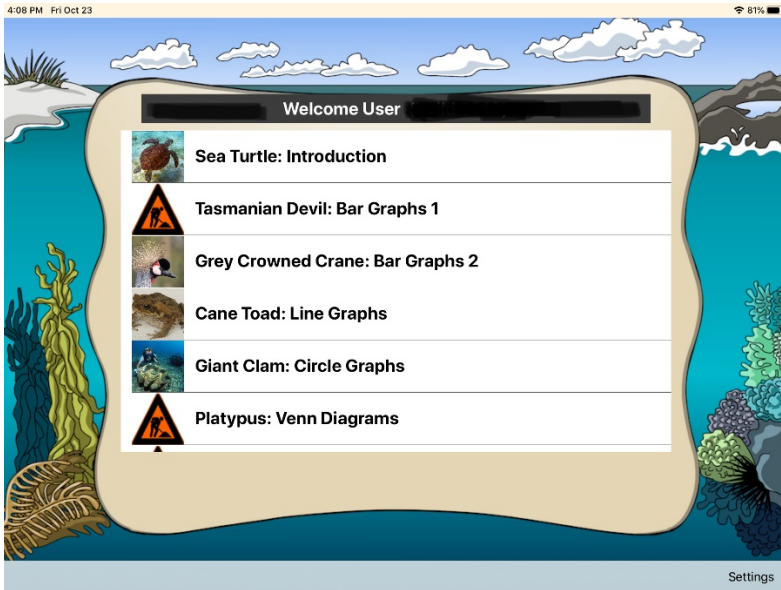 4:08 PM Fri Oct 23
81%
Welcome User
Sea Turtle: Introduction
Tasmanian Devil: Bar Graphs 1
Grey Crowned Crane: Bar Graphs 2
Cane Toad: Line Graphs
Giant Clam: Circle Graphs
Platypus: Venn Diagrams
Settings